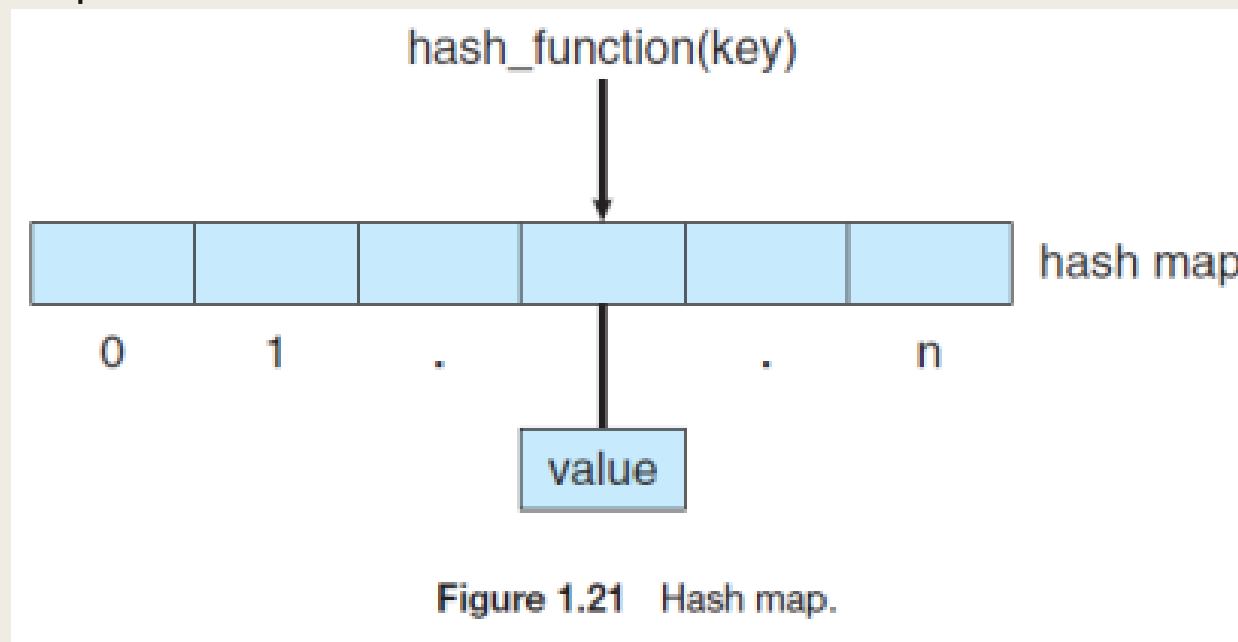 hash_function(key)
hash map
0 1 . . n
value
Figure 1.21 Hash map.